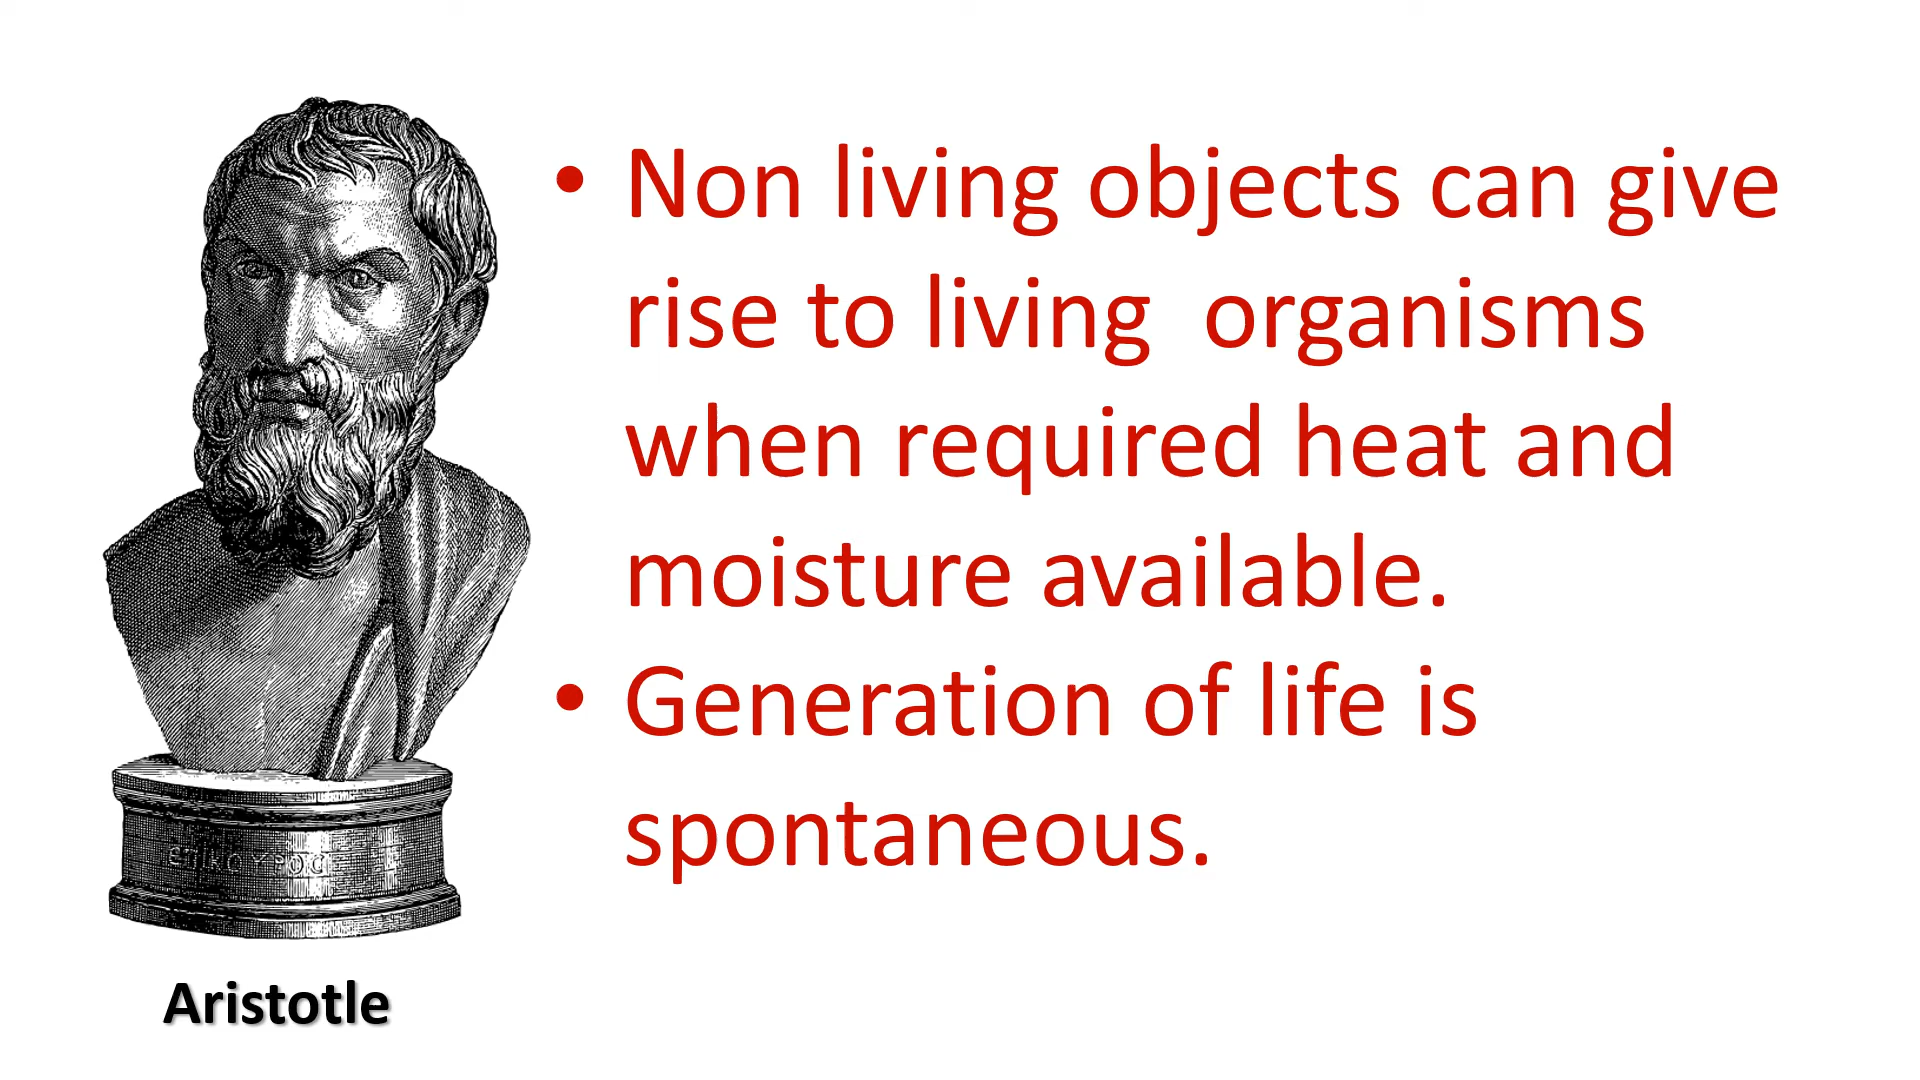 • Non living objects can give
rise to living organisms
when required heat and
moisture available.
• Generation of life is
spontaneous.
ЄΠIKOYPOC
Aristotle